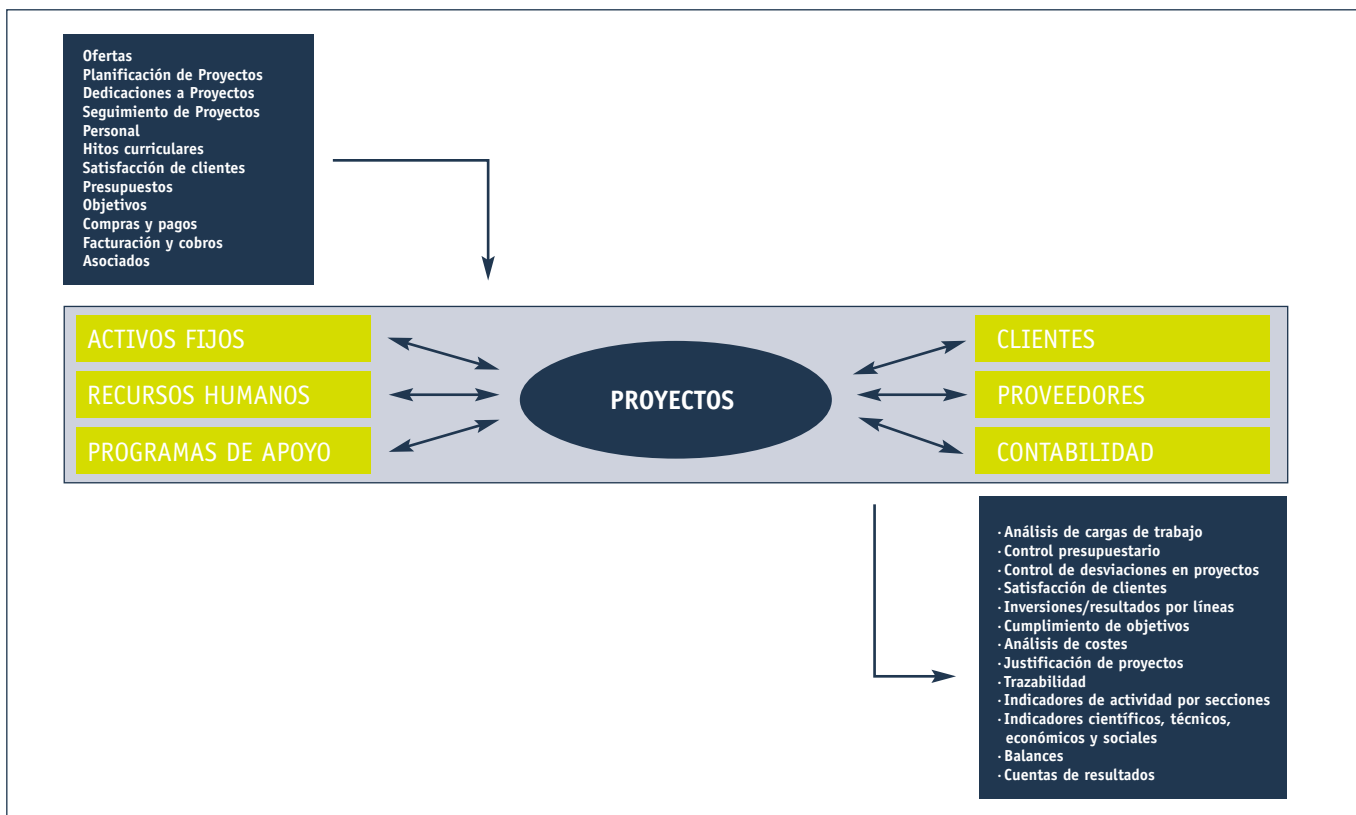 Ofertas
Planificación de Proyectos
Dedicaciones a Proyectos
Seguimiento de Proyectos
Personal
Hitos curriculares
Satisfacción de clientes
Presupuestos
Objetivos
Compras y pagos
Facturación y cobros
Asociados
ACTIVOS FIJOS
RECURSOS HUMANOS
PROGRAMAS DE APOYO
PROYECTOS
CLIENTES
PROVEEDORES
CONTABILIDAD
· Análisis de cargas de trabajo
· Control presupuestario
· Control de desviaciones en proyectos
· Satisfacción de clientes
· Inversiones/resultados por líneas
· Cumplimiento de objetivos
· Análisis de costes
· Justificación de proyectos
· Trazabilidad
· Indicadores de actividad por secciones
· Indicadores científicos, técnicos,
económicos y sociales
· Balances
· Cuentas de resultados